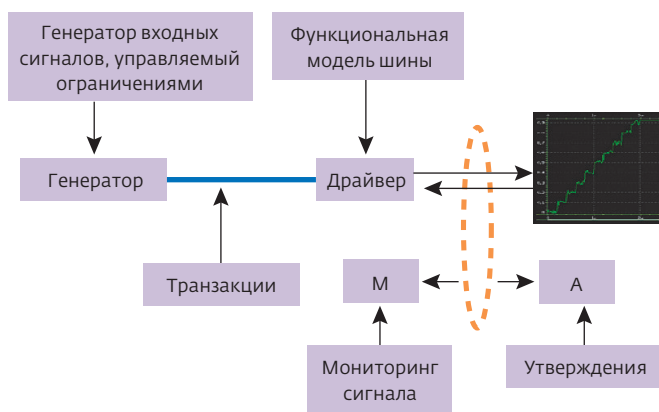 Генератор входных
сигналов, управляемый
ограничениями
Функциональная
модель шины
Генератор
Драйвер
Транзакции
М
А
Мониторинг
сигнала
Утверждения